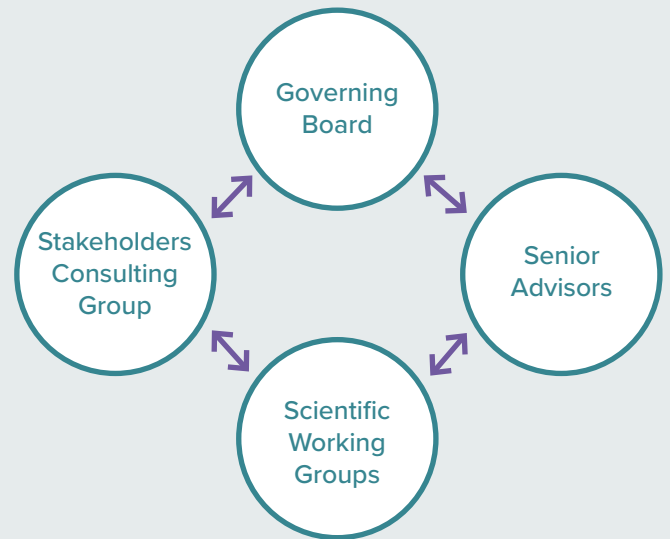 Governing
Board
Stakeholders
Consulting
Group
Senior
Advisors
Scientific
Working
Groups